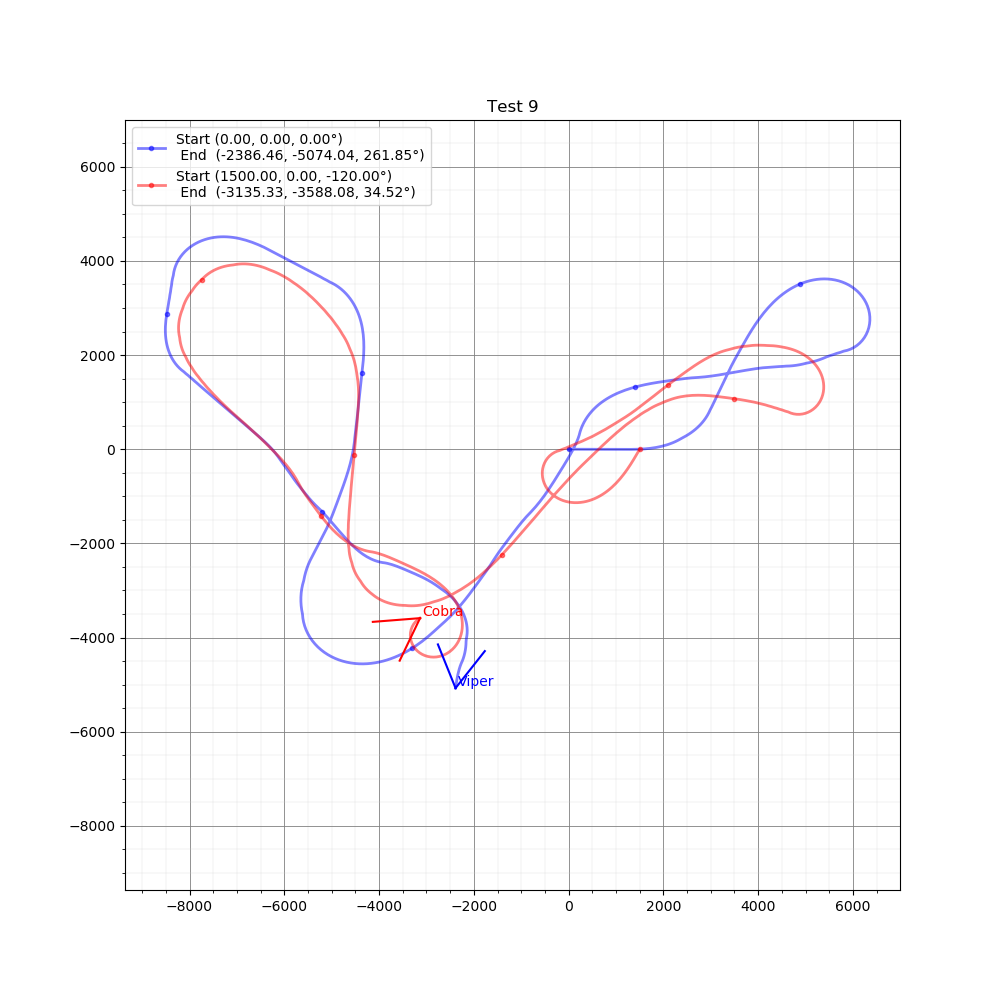 Test 9
Start (0.00, 0.00, 0.00°)
End  (-2386.46, -5074.04, 261.85°)
Start (1500.00, 0.00, -120.00°)
End  (-3135.33, -3588.08, 34.52°)
6000
4000
2000
0
−2000
−4000
−6000
−8000
Cobra
Viper
−8000 −6000 −4000 −2000 0 2000 4000 6000